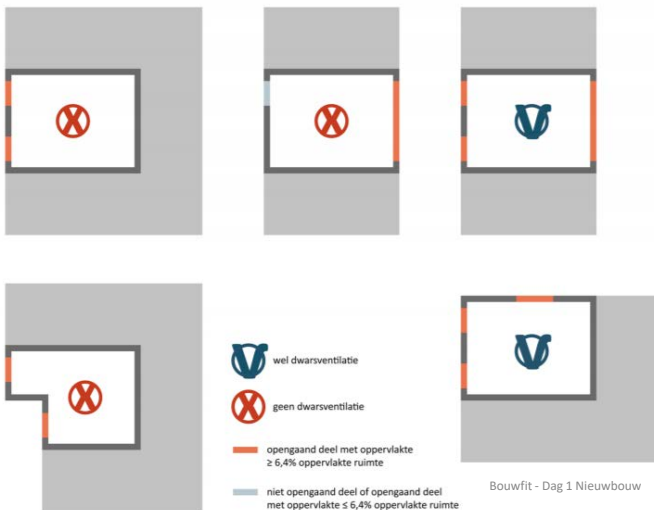 wel dwarsventilatie
geen dwarsventilatie
opengaand deel met oppervlakte
≥ 6,4% oppervlakte ruimte
niet opengaand deel of opengaand deel
met oppervlakte ≤ 6,4% oppervlakte ruimte
Bouwfit - Dag 1 Nieuwbouw